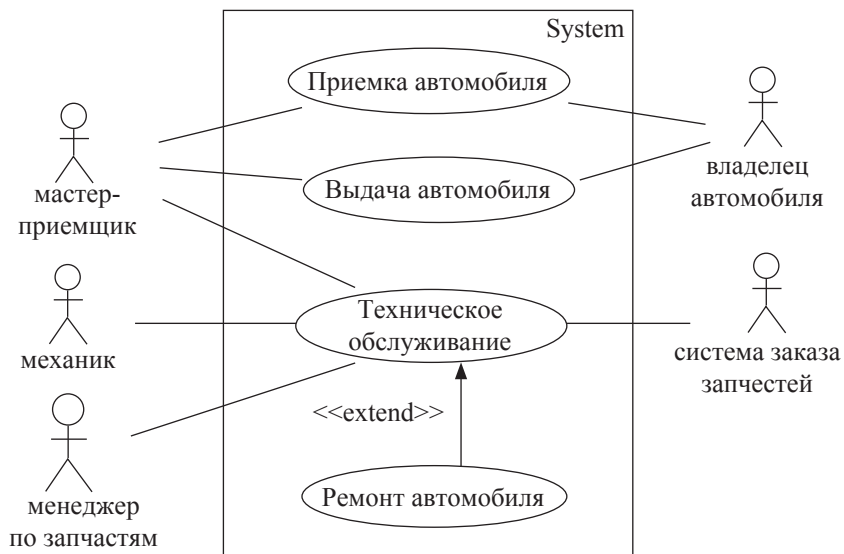 System
Приемка автомобиля
Выдача автомобиля
мастер-
приемщик
владелец
автомобиля
Техническое
обслуживание
механик
система заказа
запчестей
<<extend>>
Ремонт автомобиля
менеджер
по запчастям